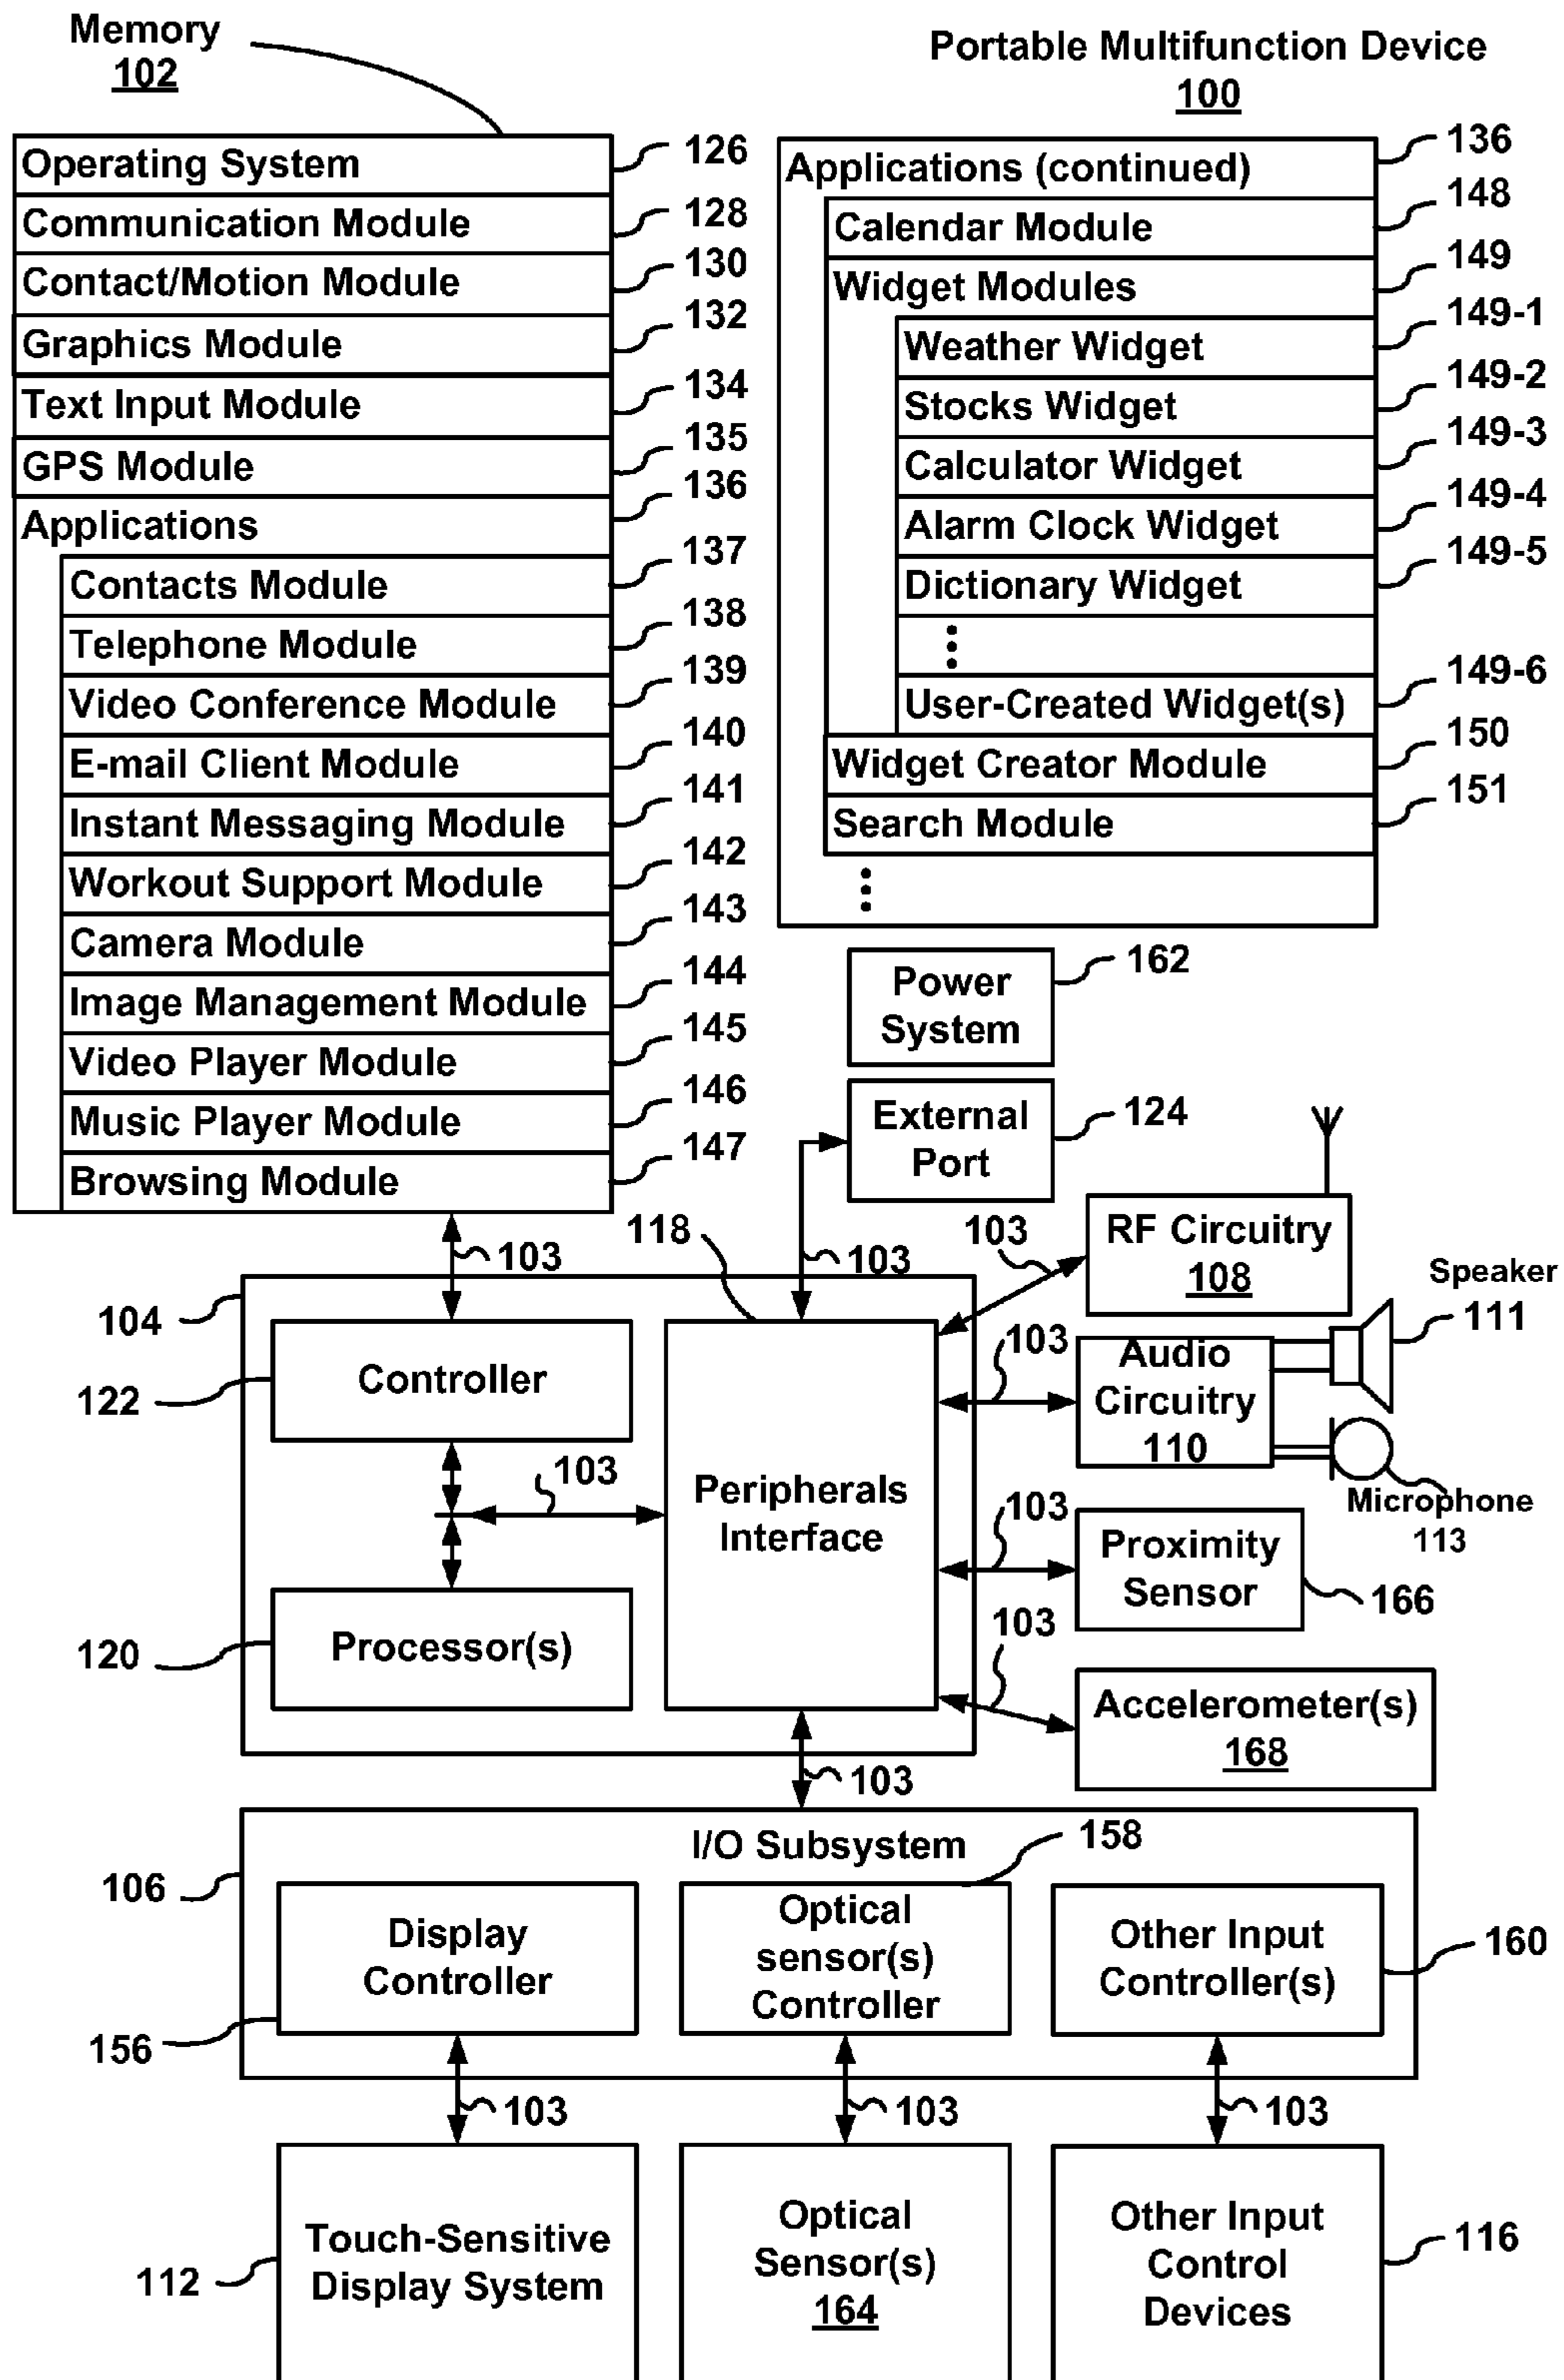 Memory
102
Portable Multifunction Device
100
Operating System
126
Communication Module
128
Contact/Motion Module
130
Graphics Module
132
Text Input Module
134
GPS Module
135
Applications
136
Contacts Module
137
Telephone Module
138
Video Conference Module
139
E-mail Client Module
140
Instant Messaging Module
141
Workout Support Module
142
Camera Module
143
Image Management Module
144
Video Player Module
145
Music Player Module
146
Browsing Module
147
Applications (continued)
136
Calendar Module
148
Widget Modules
149
Weather Widget
149-1
Stocks Widget
149-2
Calculator Widget
149-3
Alarm Clock Widget
149-4
Dictionary Widget
149-5
User-Created Widget(s)
149-6
Widget Creator Module
150
Search Module
151
Power
System
162
External
Port
124
RF Circuitry
108
103
103
103
118
Speaker
111
104
Controller
122
Audio
Circuitry
110
103
Microphone
113
103
Peripherals
Interface
Proximity
Sensor
166
103
Processor(s)
120
103
Accelerometer(s)
168
103
I/O Subsystem
106
158
Display
Controller
156
Optical
sensor(s)
Controller
Other Input
Controller(s)
160
103
103
103
Touch-Sensitive
Display System
112
Optical
Sensor(s)
164
Other Input
Control
Devices
116